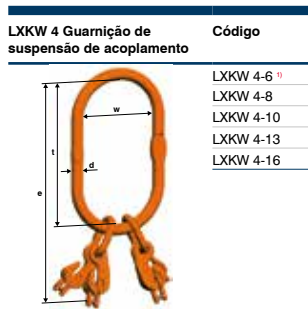 LXKW 4 Guarnição de
suspensão de acoplamento
Código
LXKW 4-6 ¹⁾
LXKW 4-8
LXKW 4-10
LXKW 4-13
LXKW 4-16
w
t
d
e